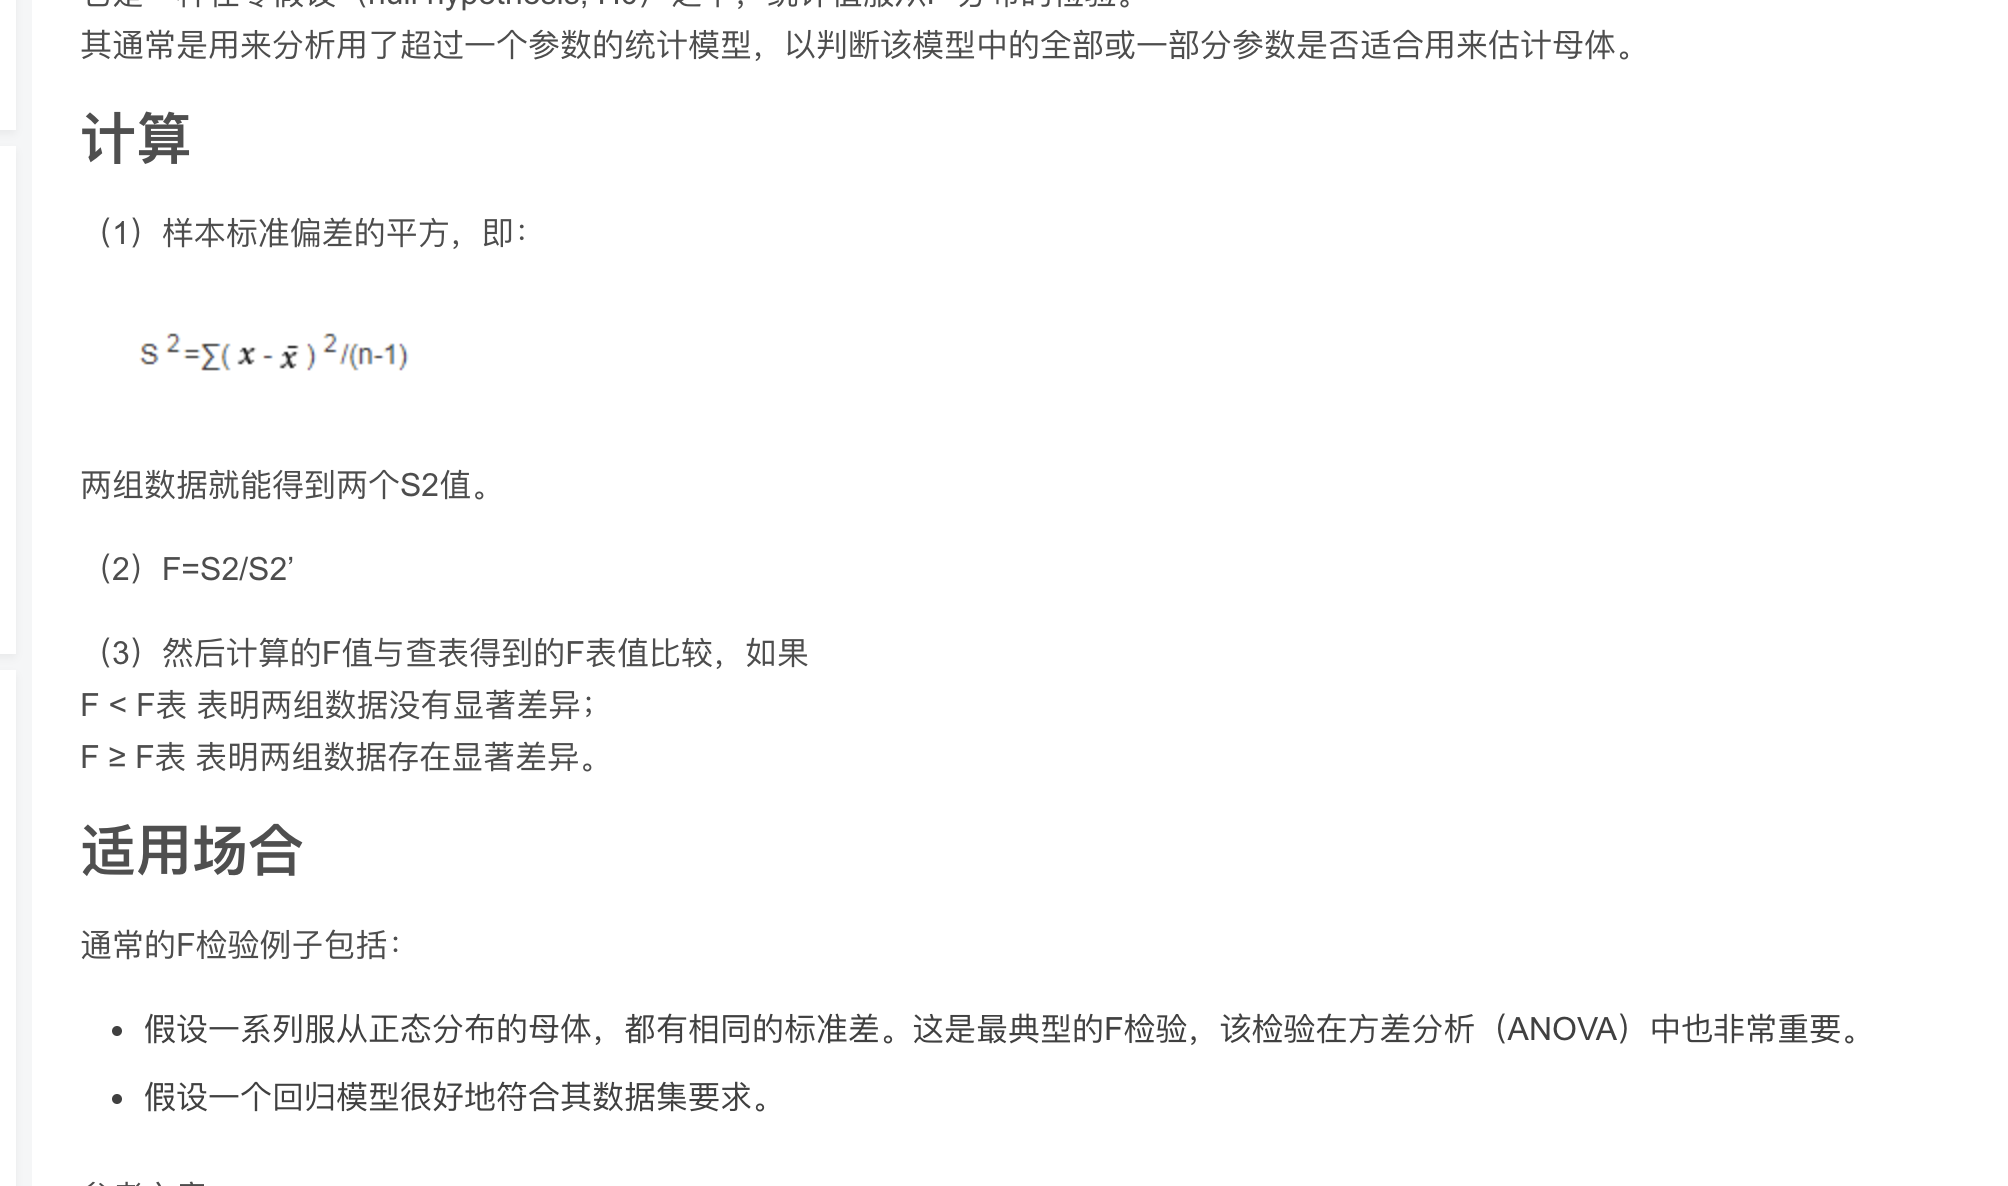 其通常是用来分析用了超过一个参数的统计模型，以判断该模型中的全部或一部分参数是否适合用来估计母体。
计算
（1）样本标准偏差的平方，即：
S 2=∑( x - x̄ ) 2/(n-1)
两组数据就能得到两个S2值。
（2）F=S2/S2’
（3）然后计算的F值与查表得到的F表值比较，如果
F < F表 表明两组数据没有显著差异；
F ≥ F表 表明两组数据存在显著差异。
适用场合
通常的F检验例子包括：
• 假设一系列服从正态分布的母体，都有相同的标准差。这是最典型的F检验，该检验在方差分析（ANOVA）中也非常重要。
• 假设一个回归模型很好地符合其数据集要求。